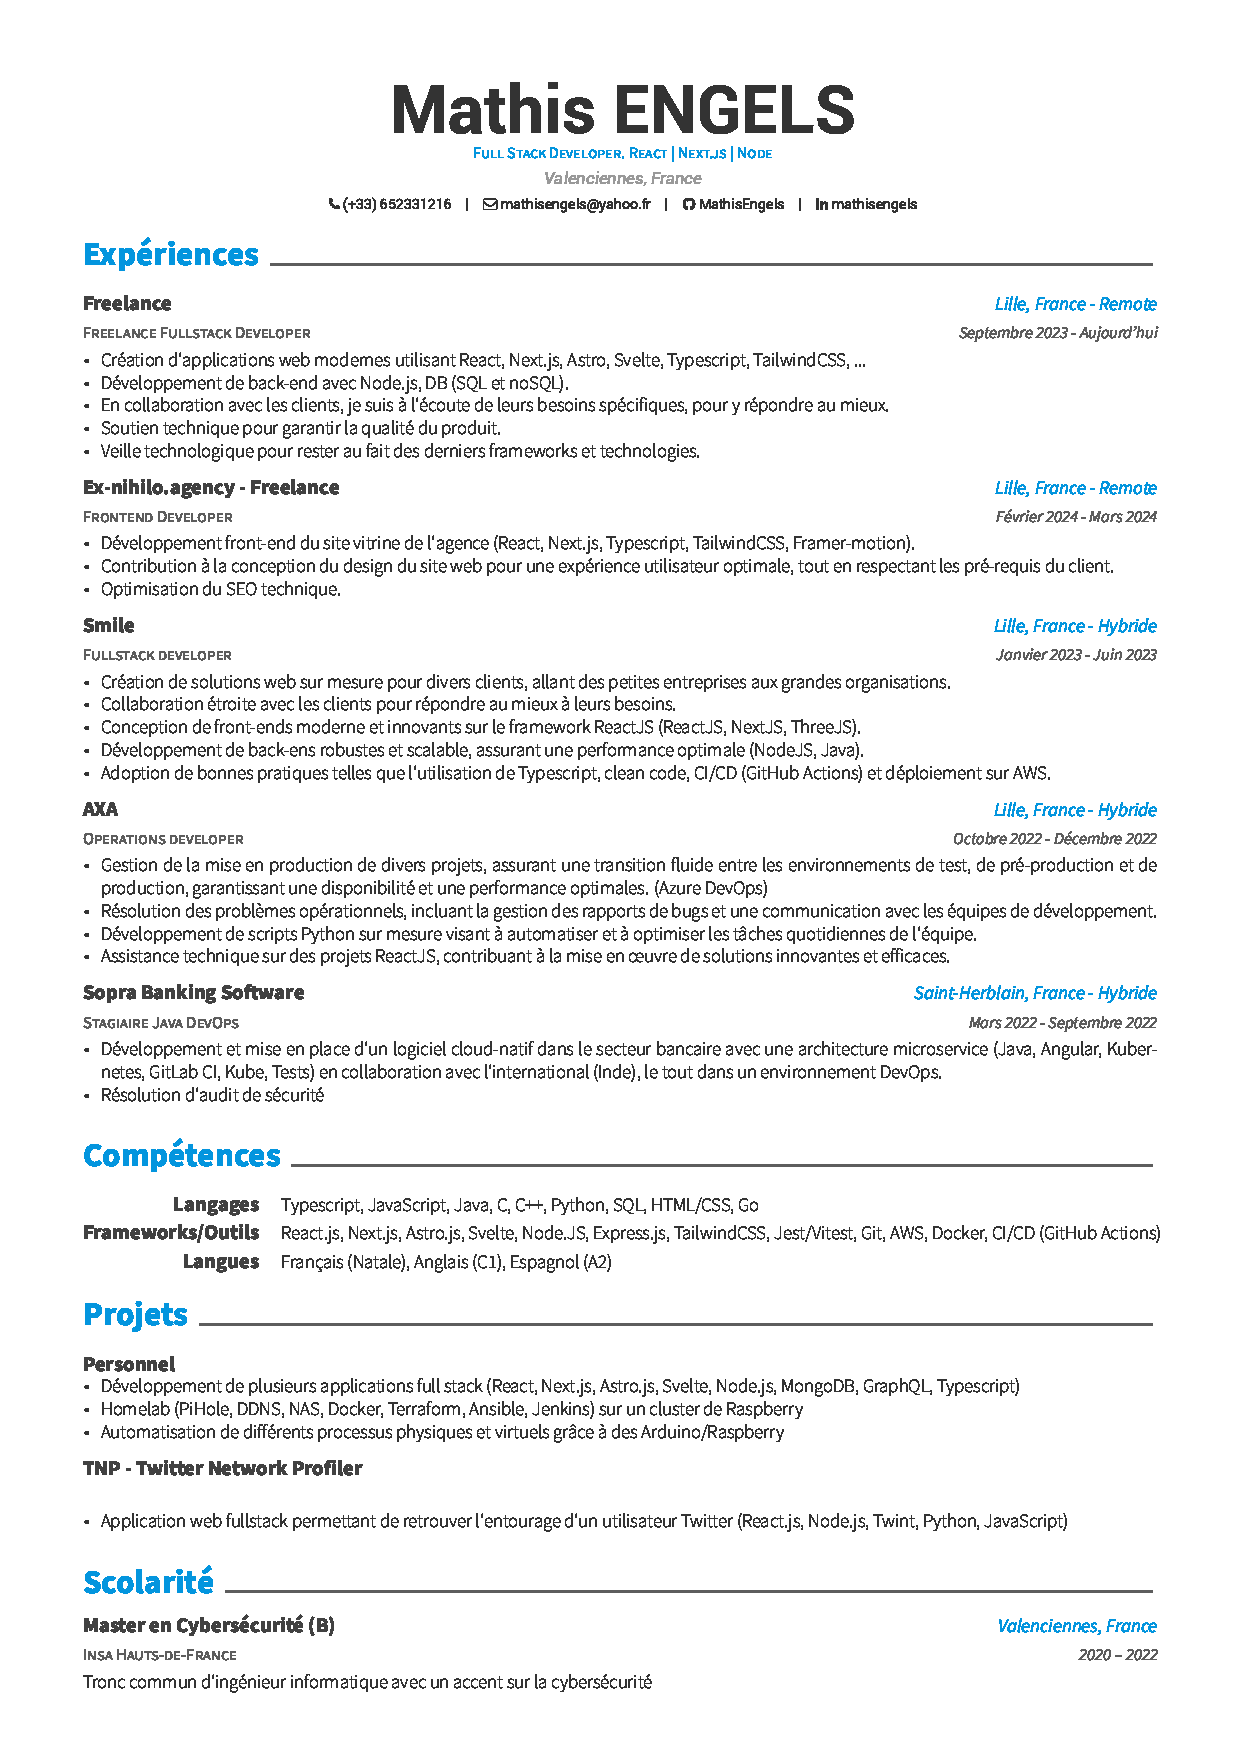 Mathis ENGELS
Full Stack Developer. React | Next.js | Node
Valenciennes, France
(+33) 652331216 | mathisengels@yahoo.fr | MathisEngels | mathisengels
Expériences
Freelance Lille, France - Remote
Freelance Fullstack Developer Septembre 2023 - Aujourd'hui
• Création d'applications web modernes utilisant React, Next.js, Astro, Svelte, Typescript, TailwindCSS, ...
• Développement de back-end avec Node.js, DB (SQL et noSQL).
• En collaboration avec les clients, je suis à l'écoute de leurs besoins spécifiques, pour y répondre au mieux.
• Soutien technique pour garantir la qualité du produit.
• Veille technologique pour rester au fait des derniers frameworks et technologies.
Ex-nihilo.agency - Freelance Lille, France - Remote
Frontend Developer Février 2024 - Mars 2024
• Développement front-end du site vitrine de l'agence (React, Next.js, Typescript, TailwindCSS, Framer-motion).
• Contribution à la conception du design du site web pour une expérience utilisateur optimale, tout en respectant les pré-requis du client.
• Optimisation du SEO technique.
Smile Lille, France - Hybride
Fullstack developer Janvier 2023 - Juin 2023
• Création de solutions web sur mesure pour divers clients, allant des petites entreprises aux grandes organisations.
• Collaboration étroite avec les clients pour répondre au mieux à leurs besoins.
• Conception de front-ends moderne et innovants sur le framework ReactJS (ReactJS, NextJS, ThreeJS).
• Développement de back-ens robustes et scalable, assurant une performance optimale (NodeJS, Java).
• Adoption de bonnes pratiques telles que l'utilisation de Typescript, clean code, CI/CD (GitHub Actions) et déploiement sur AWS.
AXA Lille, France - Hybride
Operations developer Octobre 2022 - Décembre 2022
• Gestion de la mise en production de divers projets, assurant une transition fluide entre les environnements de test, de pré-production et de
production, garantissant une disponibilité et une performance optimales. (Azure DevOps)
• Résolution des problèmes opérationnels, incluant la gestion des rapports de bugs et une communication avec les équipes de développement.
• Développement de scripts Python sur mesure visant à automatiser et à optimiser les tâches quotidiennes de l'équipe.
• Assistance technique sur des projets ReactJS, contribuant à la mise en œuvre de solutions innovantes et efficaces.
Sopra Banking Software Saint-Herblain, France - Hybride
Stagiaire Java DevOps Mars 2022 - Septembre 2022
• Développement et mise en place d'un logiciel cloud-natif dans le secteur bancaire avec une architecture microservice (Java, Angular, Kuber-
netes, GitLab CI, Kube, Tests) en collaboration avec l'international (Inde), le tout dans un environnement DevOps.
• Résolution d'audit de sécurité
Compétences
Langages Typescript, JavaScript, Java, C, C++, Python, SQL, HTML/CSS, Go
Frameworks/Outils React.js, Next.js, Astro.js, Svelte, Node.JS, Express.js, TailwindCSS, Jest/Vitest, Git, AWS, Docker, CI/CD (GitHub Actions)
Langues Français (Natale), Anglais (C1), Espagnol (A2)
Projets
Personnel
• Développement de plusieurs applications full stack (React, Next.js, Astro.js, Svelte, Node.js, MongoDB, GraphQL, Typescript)
• Homelab (PiHole, DDNS, NAS, Docker, Terraform, Ansible, Jenkins) sur un cluster de Raspberry
• Automatisation de différents processus physiques et virtuels grâce à des Arduino/Raspberry
TNP - Twitter Network Profiler
• Application web fullstack permettant de retrouver l'entourage d'un utilisateur Twitter (React.js, Node.js, Twint, Python, JavaScript)
Scolarité
Master en Cybersécurité (B) Valenciennes, France
Insa Hauts-de-France 2020 – 2022
Tronc commun d'ingénieur informatique avec un accent sur la cybersécurité